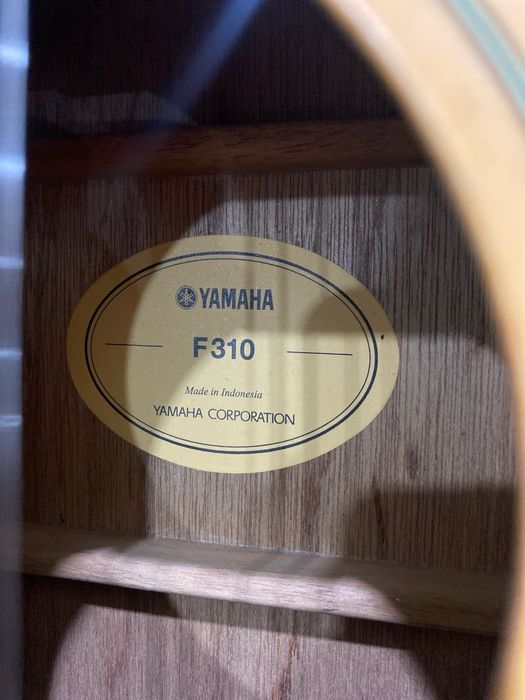 YAMAHA
F310
Made in Indonesia
YAMAHA CORPORATION